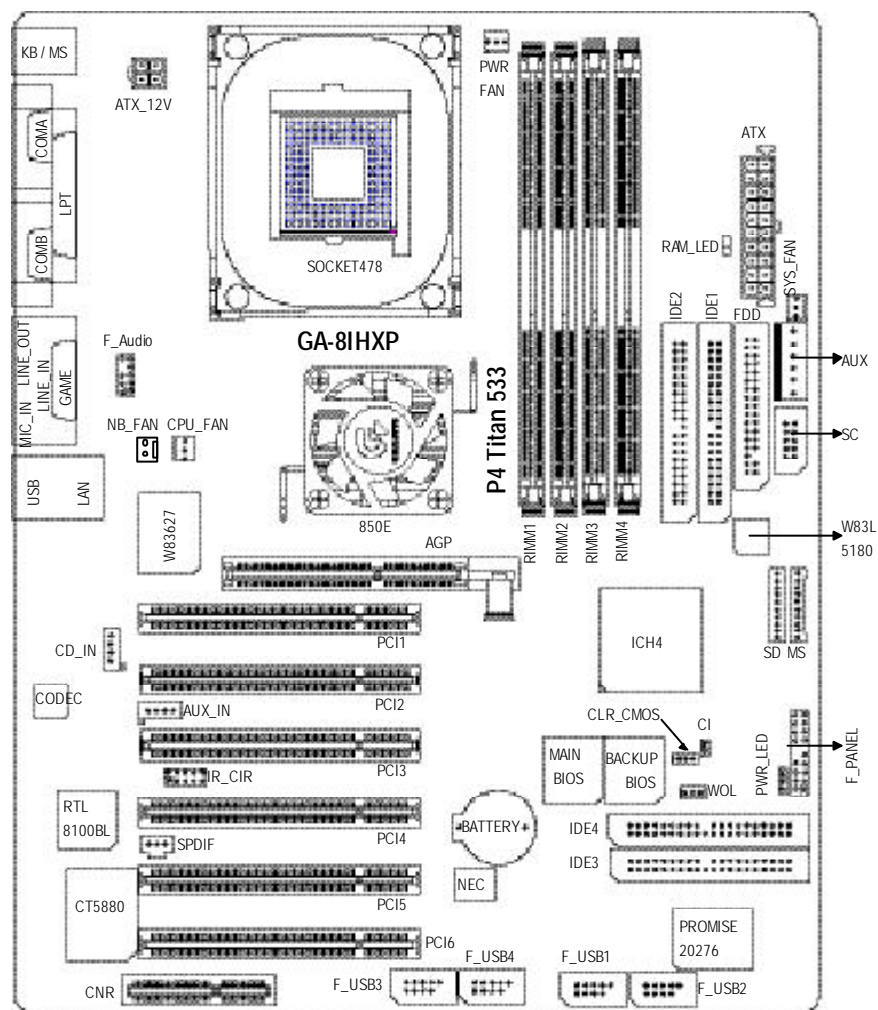 KB / MS
ATX_12V
PWR
FAN
COMA
LPT
COMB
SOCKET478
ATX
RAM_LED
SYS_FAN
IDE2
IDE1
FDD
GA-8IHXP
P4 Titan 533
F_Audio
LINE_OUT
MIC_IN
LINE_IN
GAME
AUX
NB_FAN
CPU_FAN
SC
USB
LAN
W83627
850E
RIMM1
RIMM2
RIMM3
RIMM4
W83L
5180
AGP
PCI1
ICH4
SD
MS
CD_IN
CODEC
PCI2
AUX_IN
CLR_CMOS
CI
PCI3
IR_CIR
MAIN
BIOS
BACKUP
BIOS
PWR_LED
F_PANEL
WOL
RTL
8100BL
PCI4
SPDIF
-BATTERY+
IDE4
IDE3
CT5880
PCI5
NEC
PCI6
PROMISE
20276
CNR
F_USB3
F_USB4
F_USB1
F_USB2